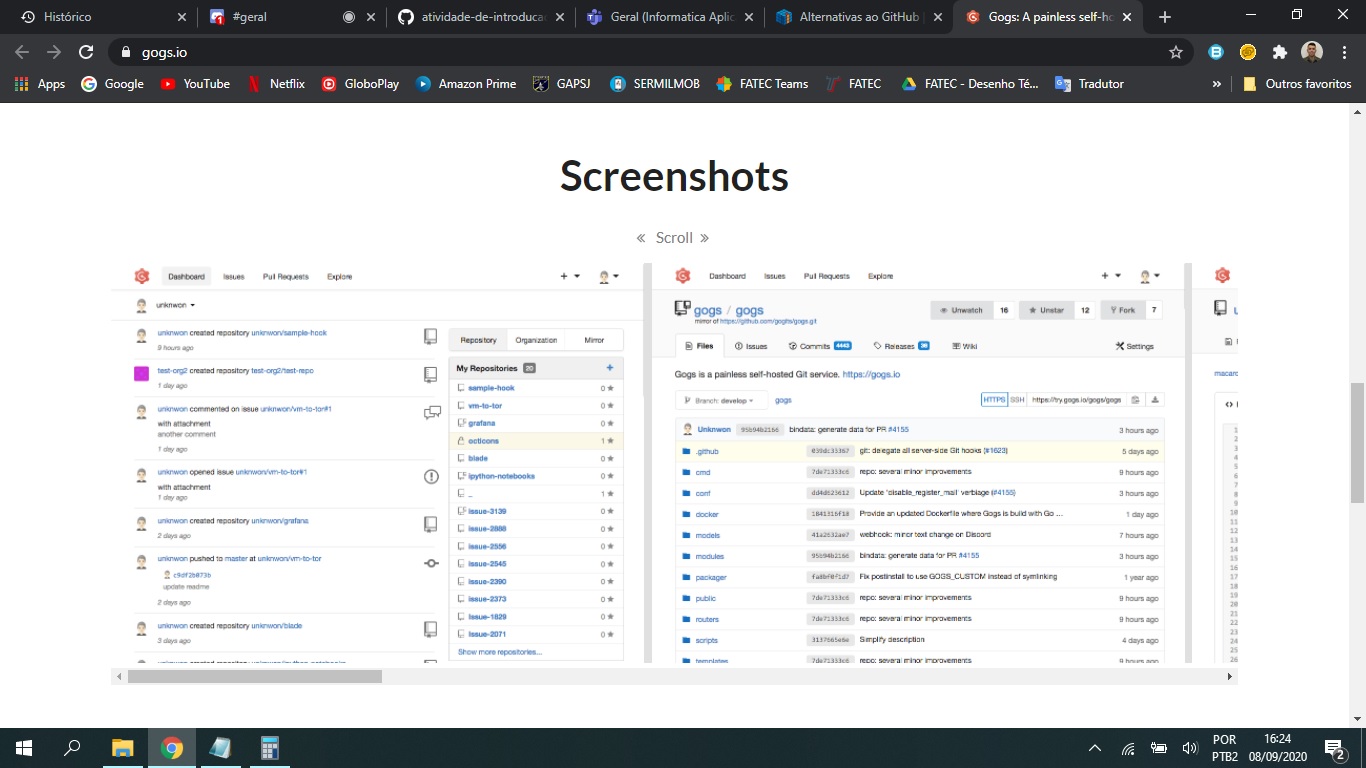 Histórico
#geral
atividade-de-introducao
Geral (Informatica Aplic
Alternativas ao GitHub
Gogs: A painless self-ho
gogs.io
Apps
Google
YouTube
Netflix
GloboPlay
Amazon Prime
GAPSJ
SERMILMOB
FATEC Teams
FATEC
FATEC - Desenho Té...
Tradutor
»
Outros favoritos
Screenshots
« Scroll »
Dashboard Issues Pull Requests Explore
unknwon
unknwon created repository unknwon/sample-hook
9 hours ago
test-org2 created repository test-org2/test-repo
1 day ago
unknwon commented on issue unknwon/vm-to-tor#1
with attachment
another comment
1 day ago
unknwon opened issue unknwon/vm-to-tor#1
with attachment
1 day ago
unknwon created repository unknwon/grafana
2 days ago
unknwon pushed to master at unknwon/vm-to-tor
c9df2b073b
update readme
2 days ago
unknwon created repository unknwon/blade
3 days ago
unknwon created repository unknwon/ipython-notebooks
Repository Organization Mirror
My Repositories 20 +
sample-hook 0
vm-to-tor 0
grafana 0
octicons 1
blade 0
ipython-notebooks 0
_ 1
issue-3139 0
issue-2888 0
issue-2556 0
issue-2545 0
issue-2390 0
issue-2373 0
issue-1829 0
issue-2071 0
Show more repositories...
Dashboard Issues Pull Requests Explore
gogs / gogs
mirror of https://github.com/gogits/gogs.git
Unwatch 16 Unstar 12 Fork 7
Files Issues Commits 4443 Releases 38 Wiki Settings
Gogs is a painless self-hosted Git service. https://gogs.io
Branch: develop gogs HTTPS SSH https://try.gogs.io/gogs/gogs
Unknwon 95b94b2166 bindata: generate data for PR #4155 3 hours ago
.github 039dc33367 git: delegate all server-side Git hooks (#1623) 5 days ago
cmd 7de71333c6 repo: several minor improvements 9 hours ago
conf dd4d823612 Update 'disable_register_mail' verbiage (#4155) 3 hours ago
docker 1841316f18 Provide an updated Dockerfile where Gogs is build with Go ... 1 day ago
models 41a2632ae7 webhook: minor text change on Discord 7 hours ago
modules 95b94b2166 bindata: generate data for PR #4155 3 hours ago
packager fa8bf0f1d7 Fix postinstall to use GOGS_CUSTOM instead of symlinking 1 year ago
public 7de71333c6 repo: several minor improvements 9 hours ago
routers 7de71333c6 repo: several minor improvements 9 hours ago
scripts 3137665e6e Simplify description 4 days ago
templates 7de71333c6 repo: several minor improvements 9 hours ago
macaro
POR
PTB2
16:24
08/09/2020
2